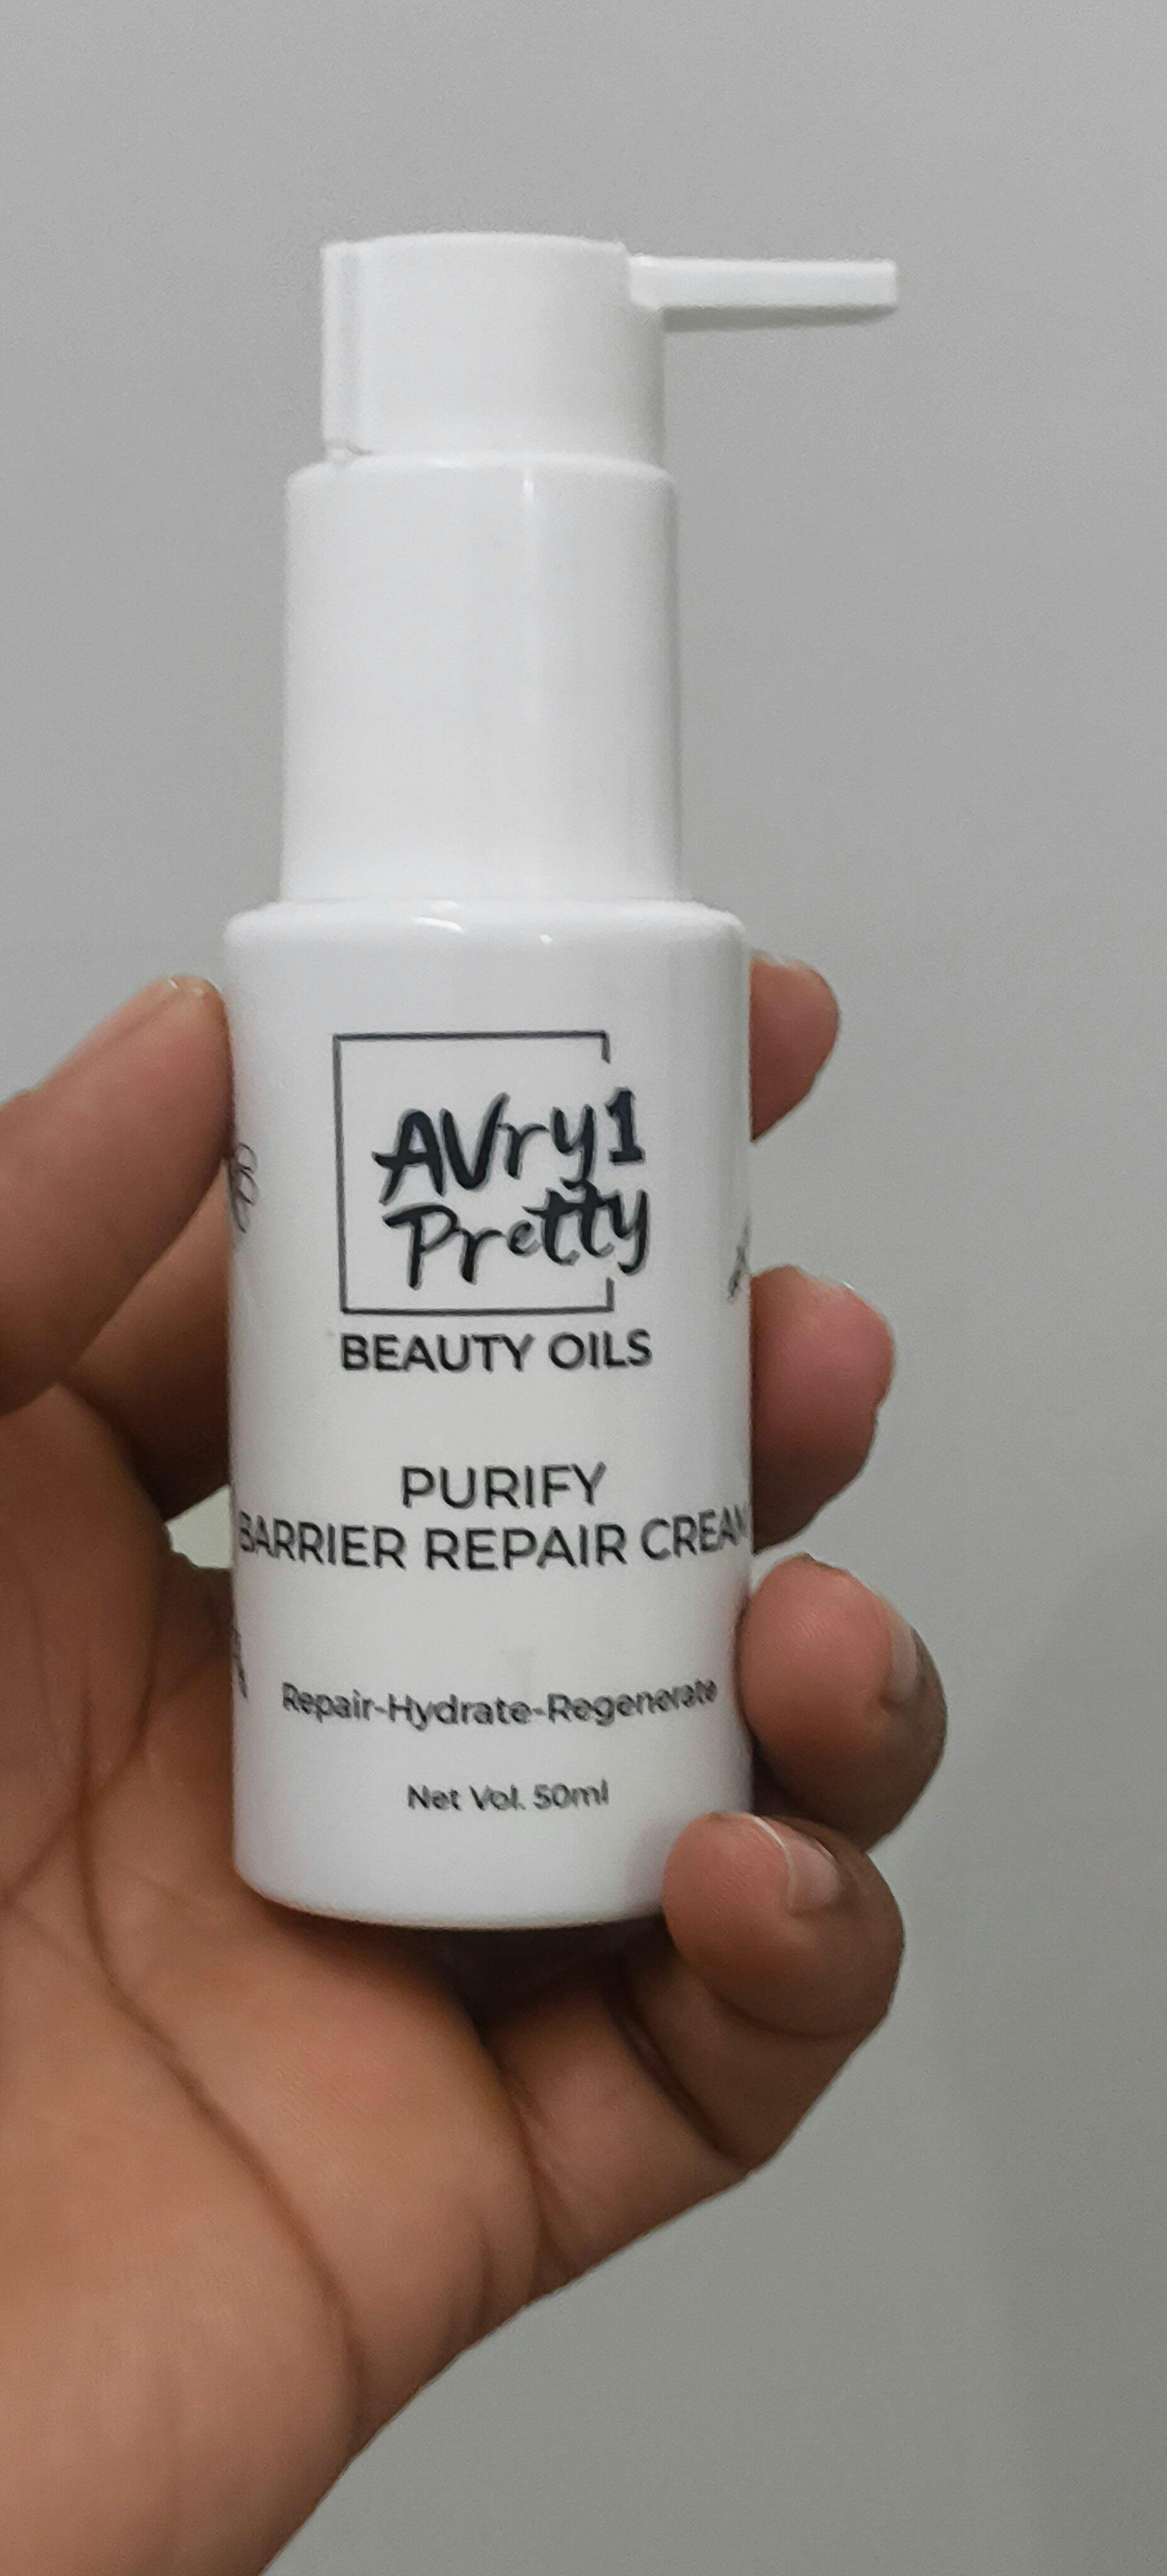 AVry1
Pretty
BEAUTY OILS
PURIFY
BARRIER REPAIR CREAM
Repair-Hydrate-Regenerate
Net Vol. 50ml